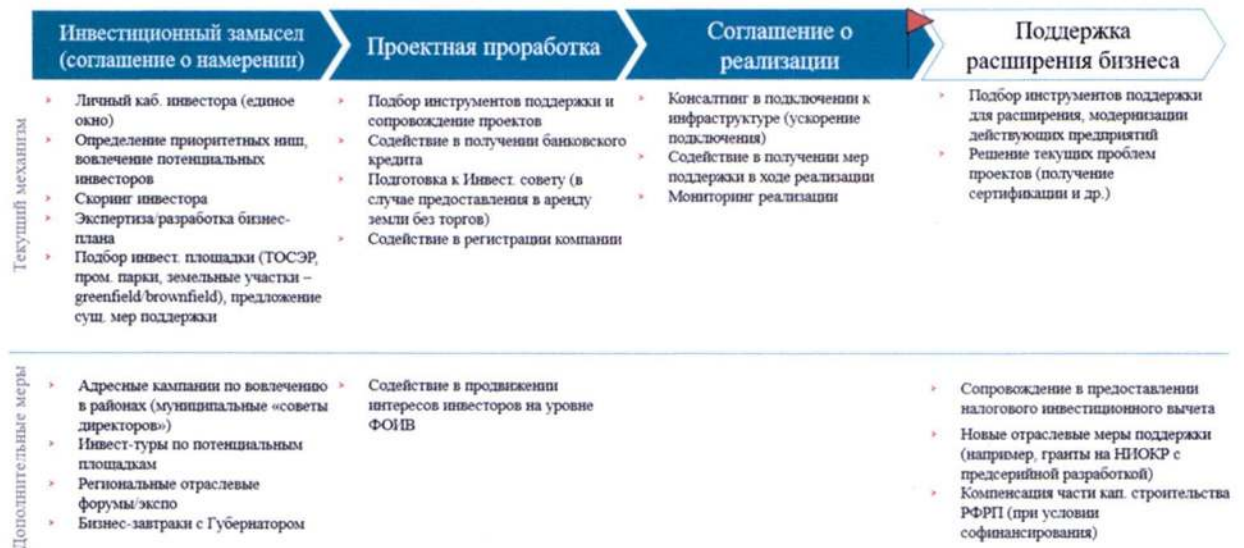 Инвестиционный замысел
(соглашение о намерении)
Проектная проработка
Соглашение о
реализации
Поддержка
расширения бизнеса
Текущий механизм
Личный каб. инвестора (единое
окно)
Определение приоритетных ниш,
вовлечение потенциальных
инвесторов
Скоринг инвестора
Экспертиза/разработка бизнес-
плана
Подбор инвест. площадки (ТОСЭР,
пром. парки, земельные участки –
greenfield/brownfield), предложение
сущ. мер поддержки
Подбор инструментов поддержки и
сопровождение проектов
Содействие в получении банковского
кредита
Подготовка к Инвест. совету (в
случае предоставления в аренду
земли без торгов)
Содействие в регистрации компании
Консалтинг в подключении к
инфраструктуре (ускорение
подключения)
Содействие в получении мер
поддержки в ходе реализации
Мониторинг реализации
Подбор инструментов поддержки
для расширения, модернизации
действующих предприятий
Решение текущих проблем
проектов (получение
сертификации и др.)
Дополнительные меры
Адресные кампании по вовлечению
в районах (муниципальные «советы
директоров»)
Инвест-туры по потенциальным
площадкам
Региональные отраслевые
форумы/экспо
Бизнес-завтраки с Губернатором
Содействие в продвижении
интересов инвесторов на уровне
ФОИВ
Сопровождение в предоставлении
налогового инвестиционного вычета
Новые отраслевые меры поддержки
(например, гранты на НИОКР с
предсерийной разработкой)
Компенсация части кап. строительства
РФРП (при условии
софинансирования)